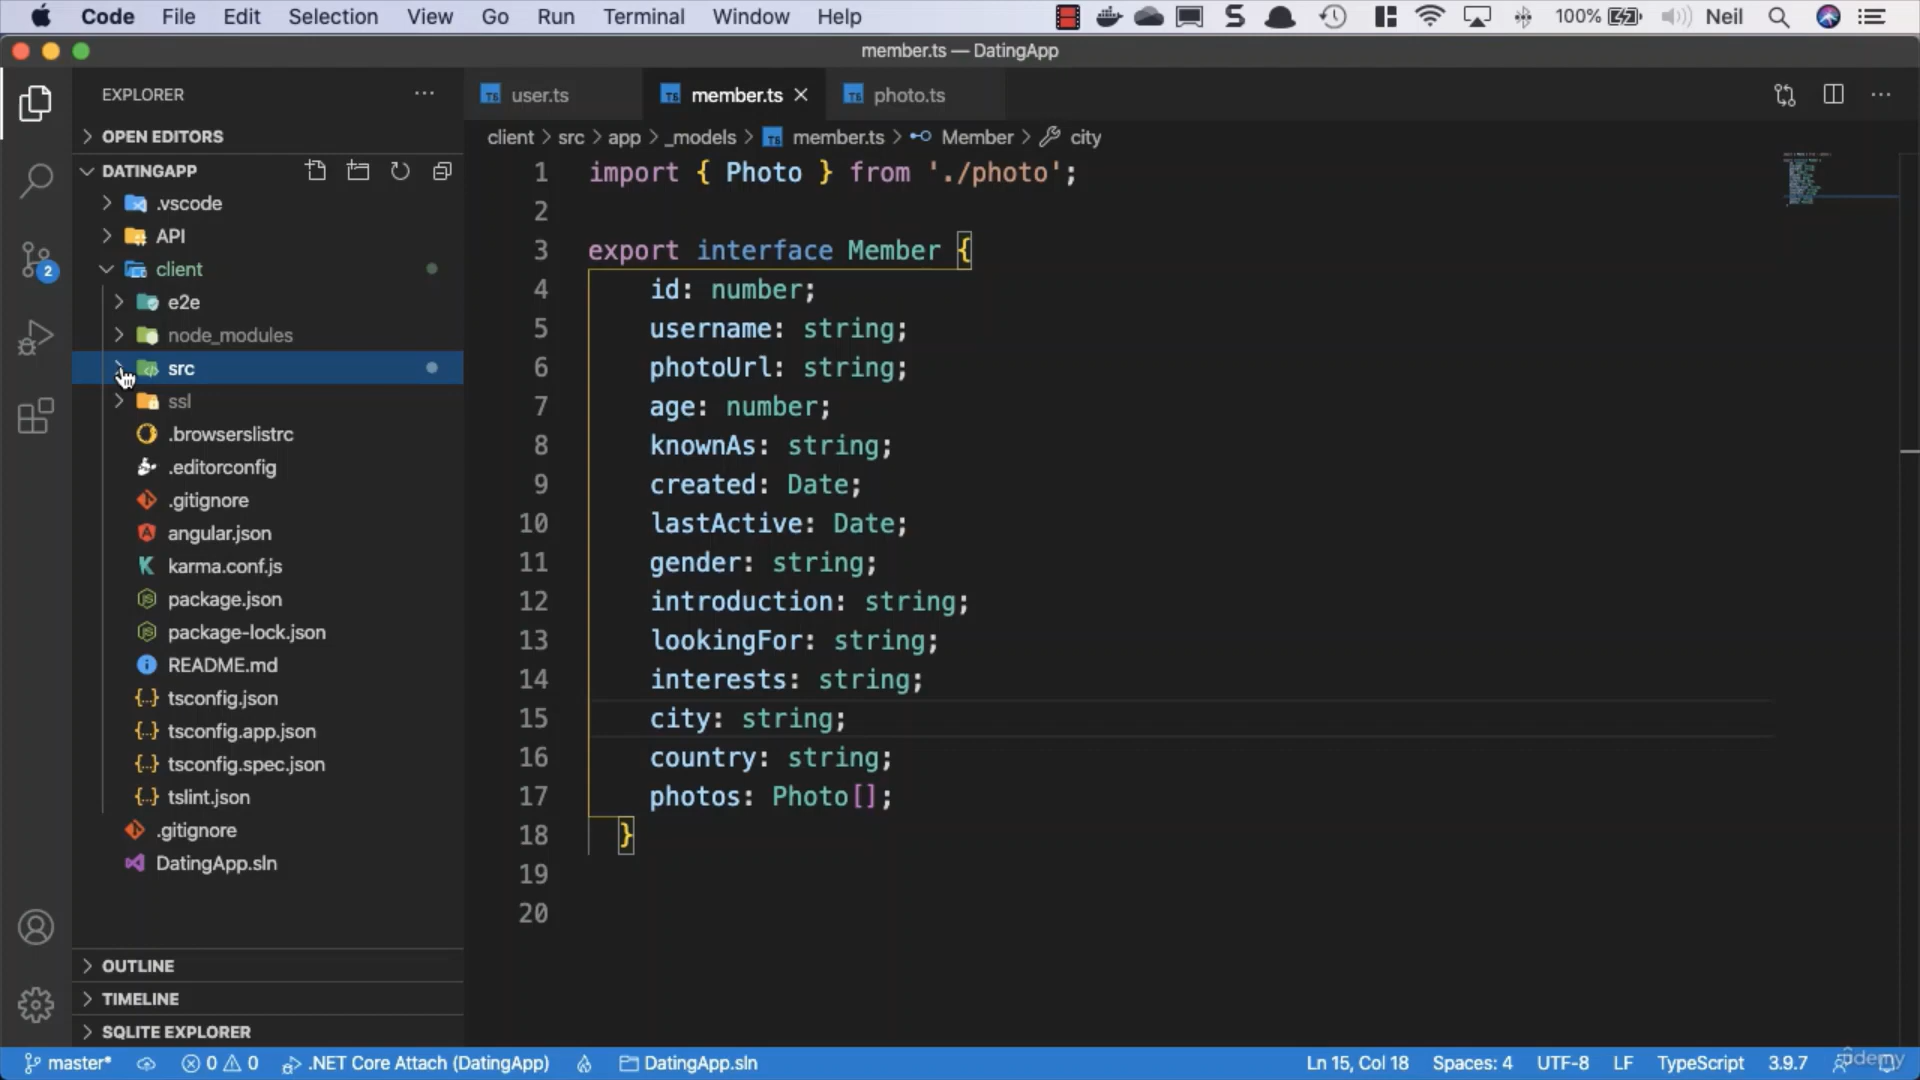 Code File Edit Selection View Go Run Terminal Window Help 100% Neil
member.ts — DatingApp
EXPLORER
OPEN EDITORS
DATINGAPP
.vscode
API
client
e2e
node_modules
src
ssl
.browserslistrc
.editorconfig
.gitignore
angular.json
karma.conf.js
package.json
package-lock.json
README.md
tsconfig.json
tsconfig.app.json
tsconfig.spec.json
tslint.json
.gitignore
DatingApp.sln
OUTLINE
TIMELINE
SQLITE EXPLORER
2
user.ts member.ts photo.ts
client > src > app > _models > member.ts > Member > city
1 import { Photo } from './photo';
2
3 export interface Member {
4 id: number;
5 username: string;
6 photoUrl: string;
7 age: number;
8 knownAs: string;
9 created: Date;
10 lastActive: Date;
11 gender: string;
12 introduction: string;
13 lookingFor: string;
14 interests: string;
15 city: string;
16 country: string;
17 photos: Photo[];
18 }
19
20
master* 0 0 .NET Core Attach (DatingApp) DatingApp.sln Ln 15, Col 18 Spaces: 4 UTF-8 LF TypeScript 3.9.7
udemy